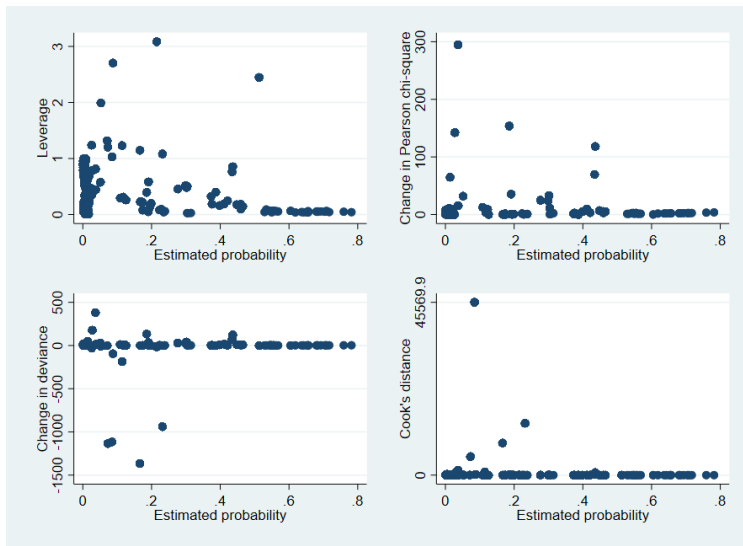 Leverage
3
2
1
0
0 .2 .4 .6 .8
Estimated probability
Change in Pearson chi-square
300
200
100
0
0 .2 .4 .6 .8
Estimated probability
Change in deviance
500
0
-500
-1000
-1500
0 .2 .4 .6 .8
Estimated probability
Cook's distance
45569.9
0
0 .2 .4 .6 .8
Estimated probability